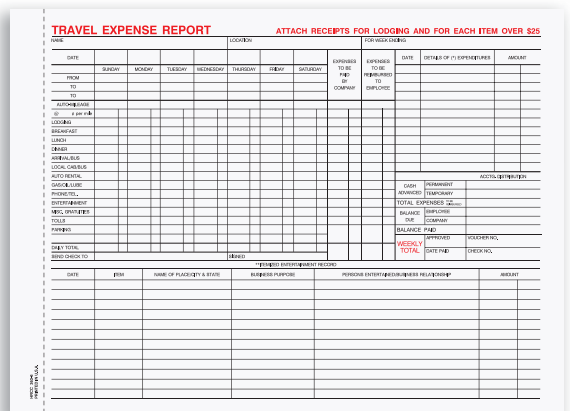 TRAVEL EXPENSE REPORT ATTACH RECEIPTS FOR LODGING AND FOR EACH ITEM OVER $25
NAME LOCATION FOR WEEK ENDING
DATE EXPENSES TO BE PAID BY COMPANY EXPENSES TO BE REIMBURSED TO EMPLOYEE DATE DETAILS OF (*) EXPENDITURES AMOUNT
SUNDAY MONDAY TUESDAY WEDNESDAY THURSDAY FRIDAY SATURDAY
FROM
TO
TO
AUTO-MILEAGE
@ ¢ per mile
LODGING
BREAKFAST
LUNCH
DINNER
ARRIVAL/BUS
LOCAL CAB/BUS
AUTO RENTAL ACCTG. DISTRIBUTION
GAS/OIL/LUBE CASH ADVANCED PERMANENT
PHONE/TEL. TEMPORARY
ENTERTAINMENT TOTAL EXPENSES
MISC. GRATUITIES BALANCE DUE EMPLOYEE
TOLLS COMPANY
PARKING BALANCE PAID
WEEKLY TOTAL APPROVED VOUCHER NO.
DAILY TOTAL DATE PAID CHECK NO.
SEND CHECK TO SIGNED
**ITEMIZED ENTERTAINMENT RECORD
DATE ITEM NAME OF PLACE/CITY & STATE BUSINESS PURPOSE PERSONS ENTERTAINED/BUSINESS RELATIONSHIP AMOUNT
PRINTED IN U.S.A.